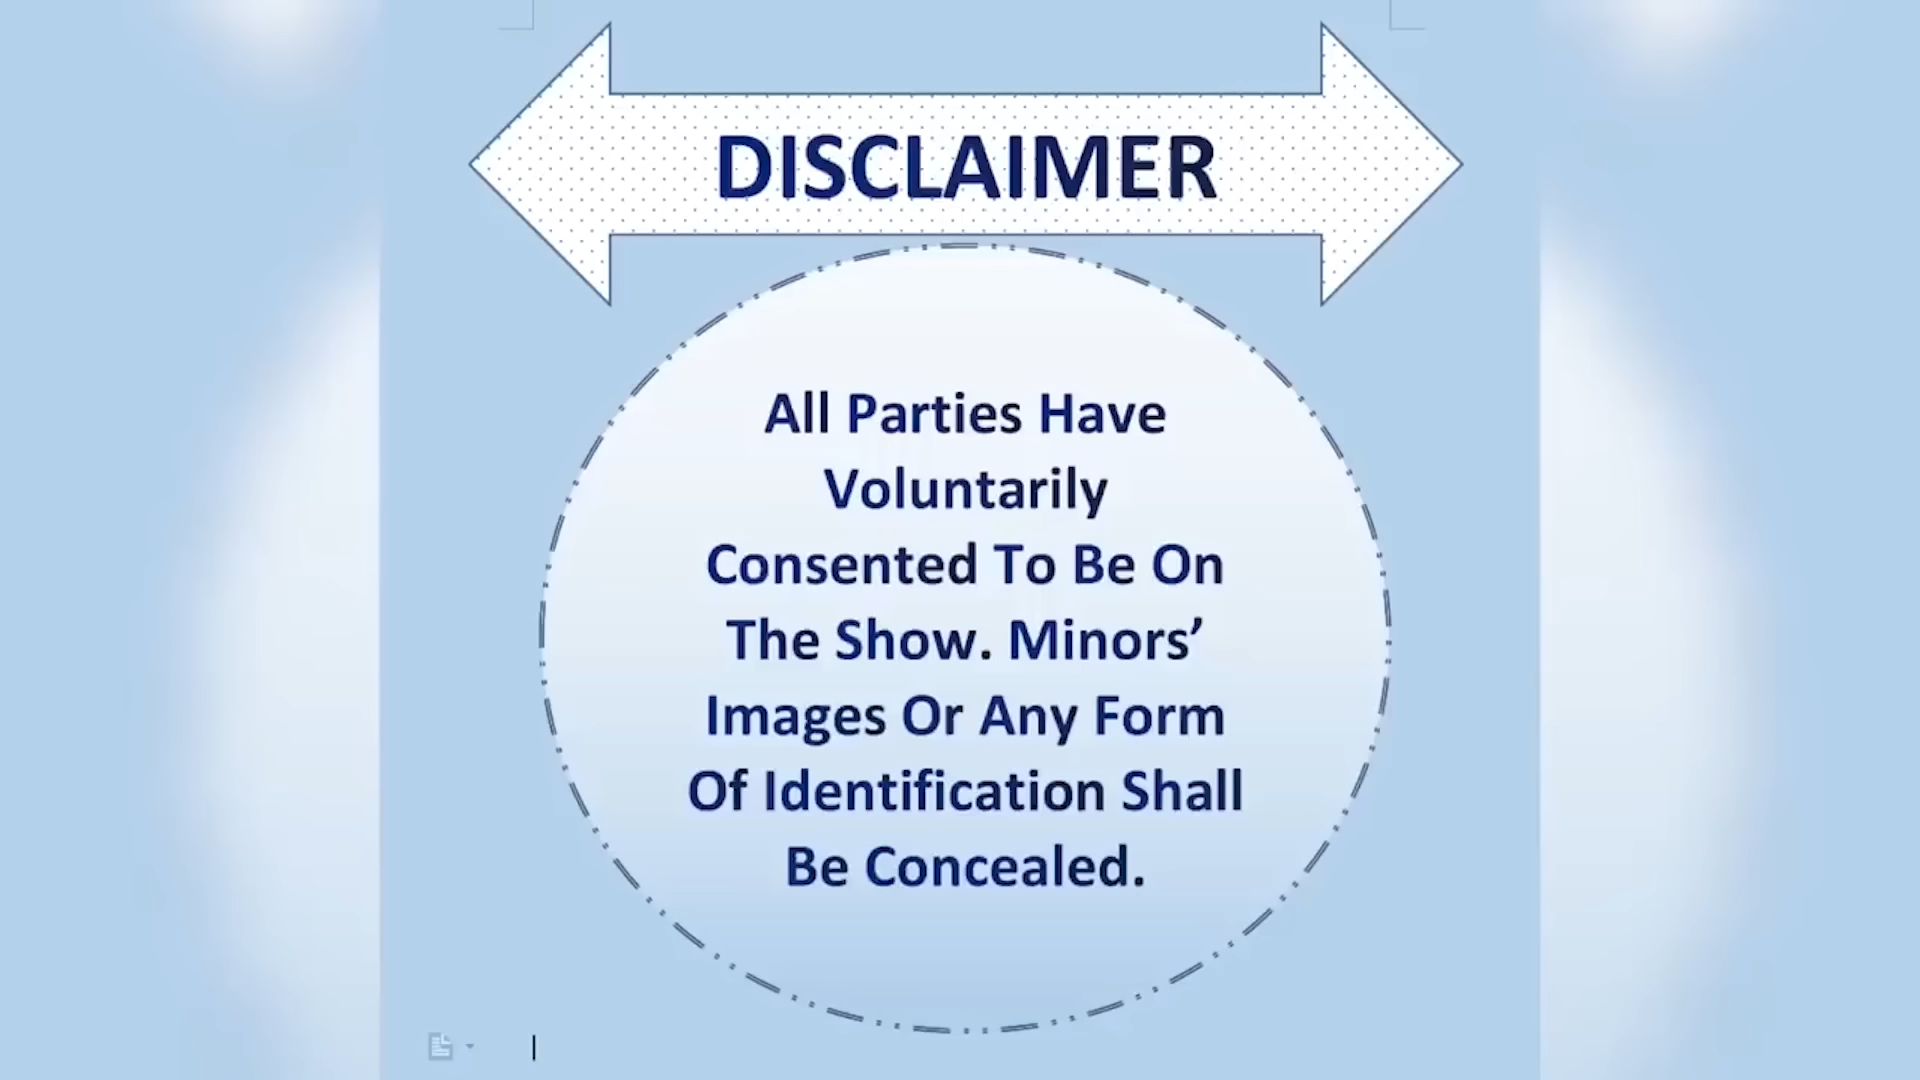 DISCLAIMER
All Parties Have
Voluntarily
Consented To Be On
The Show. Minors’
Images Or Any Form
Of Identification Shall
Be Concealed.